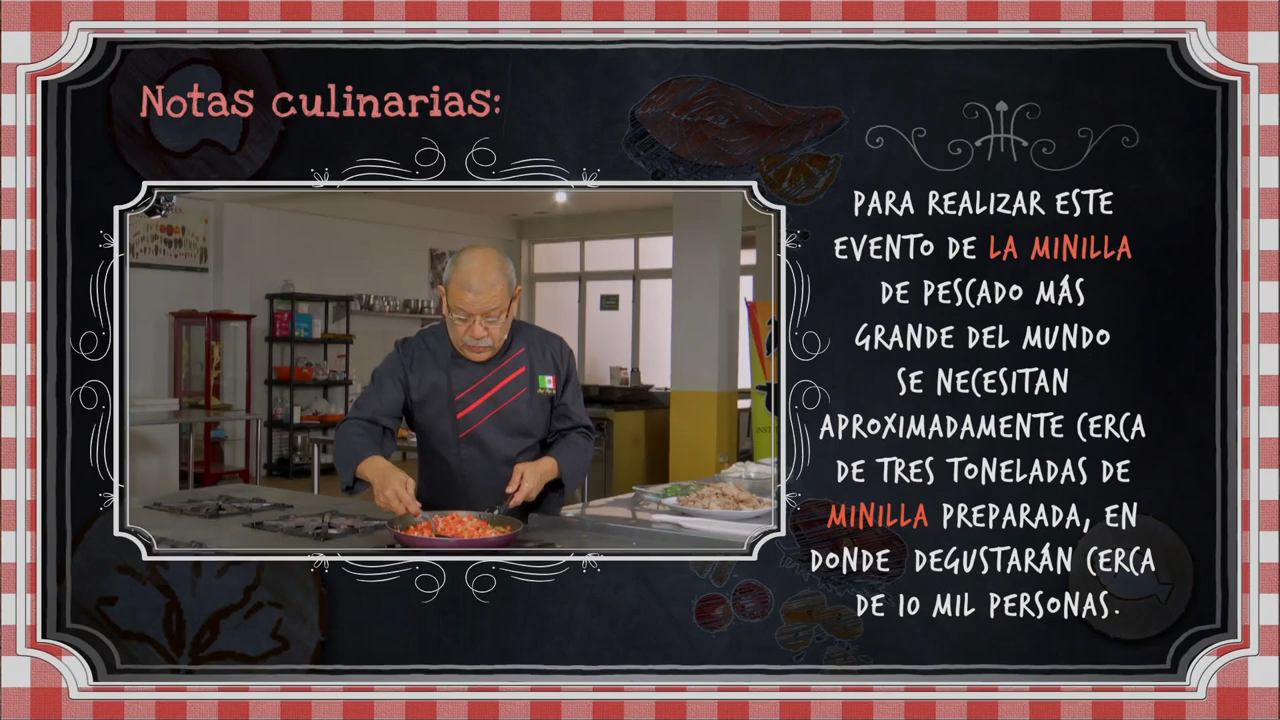 Notas culinarias:
PARA REALIZAR ESTE
EVENTO DE LA MINILLA
DE PESCADO MÁS
GRANDE DEL MUNDO
SE NECESITAN
APROXIMADAMENTE CERCA
DE TRES TONELADAS DE
MINILLA PREPARADA, EN
DONDE DEGUSTARÁN CERCA
DE 10 MIL PERSONAS.